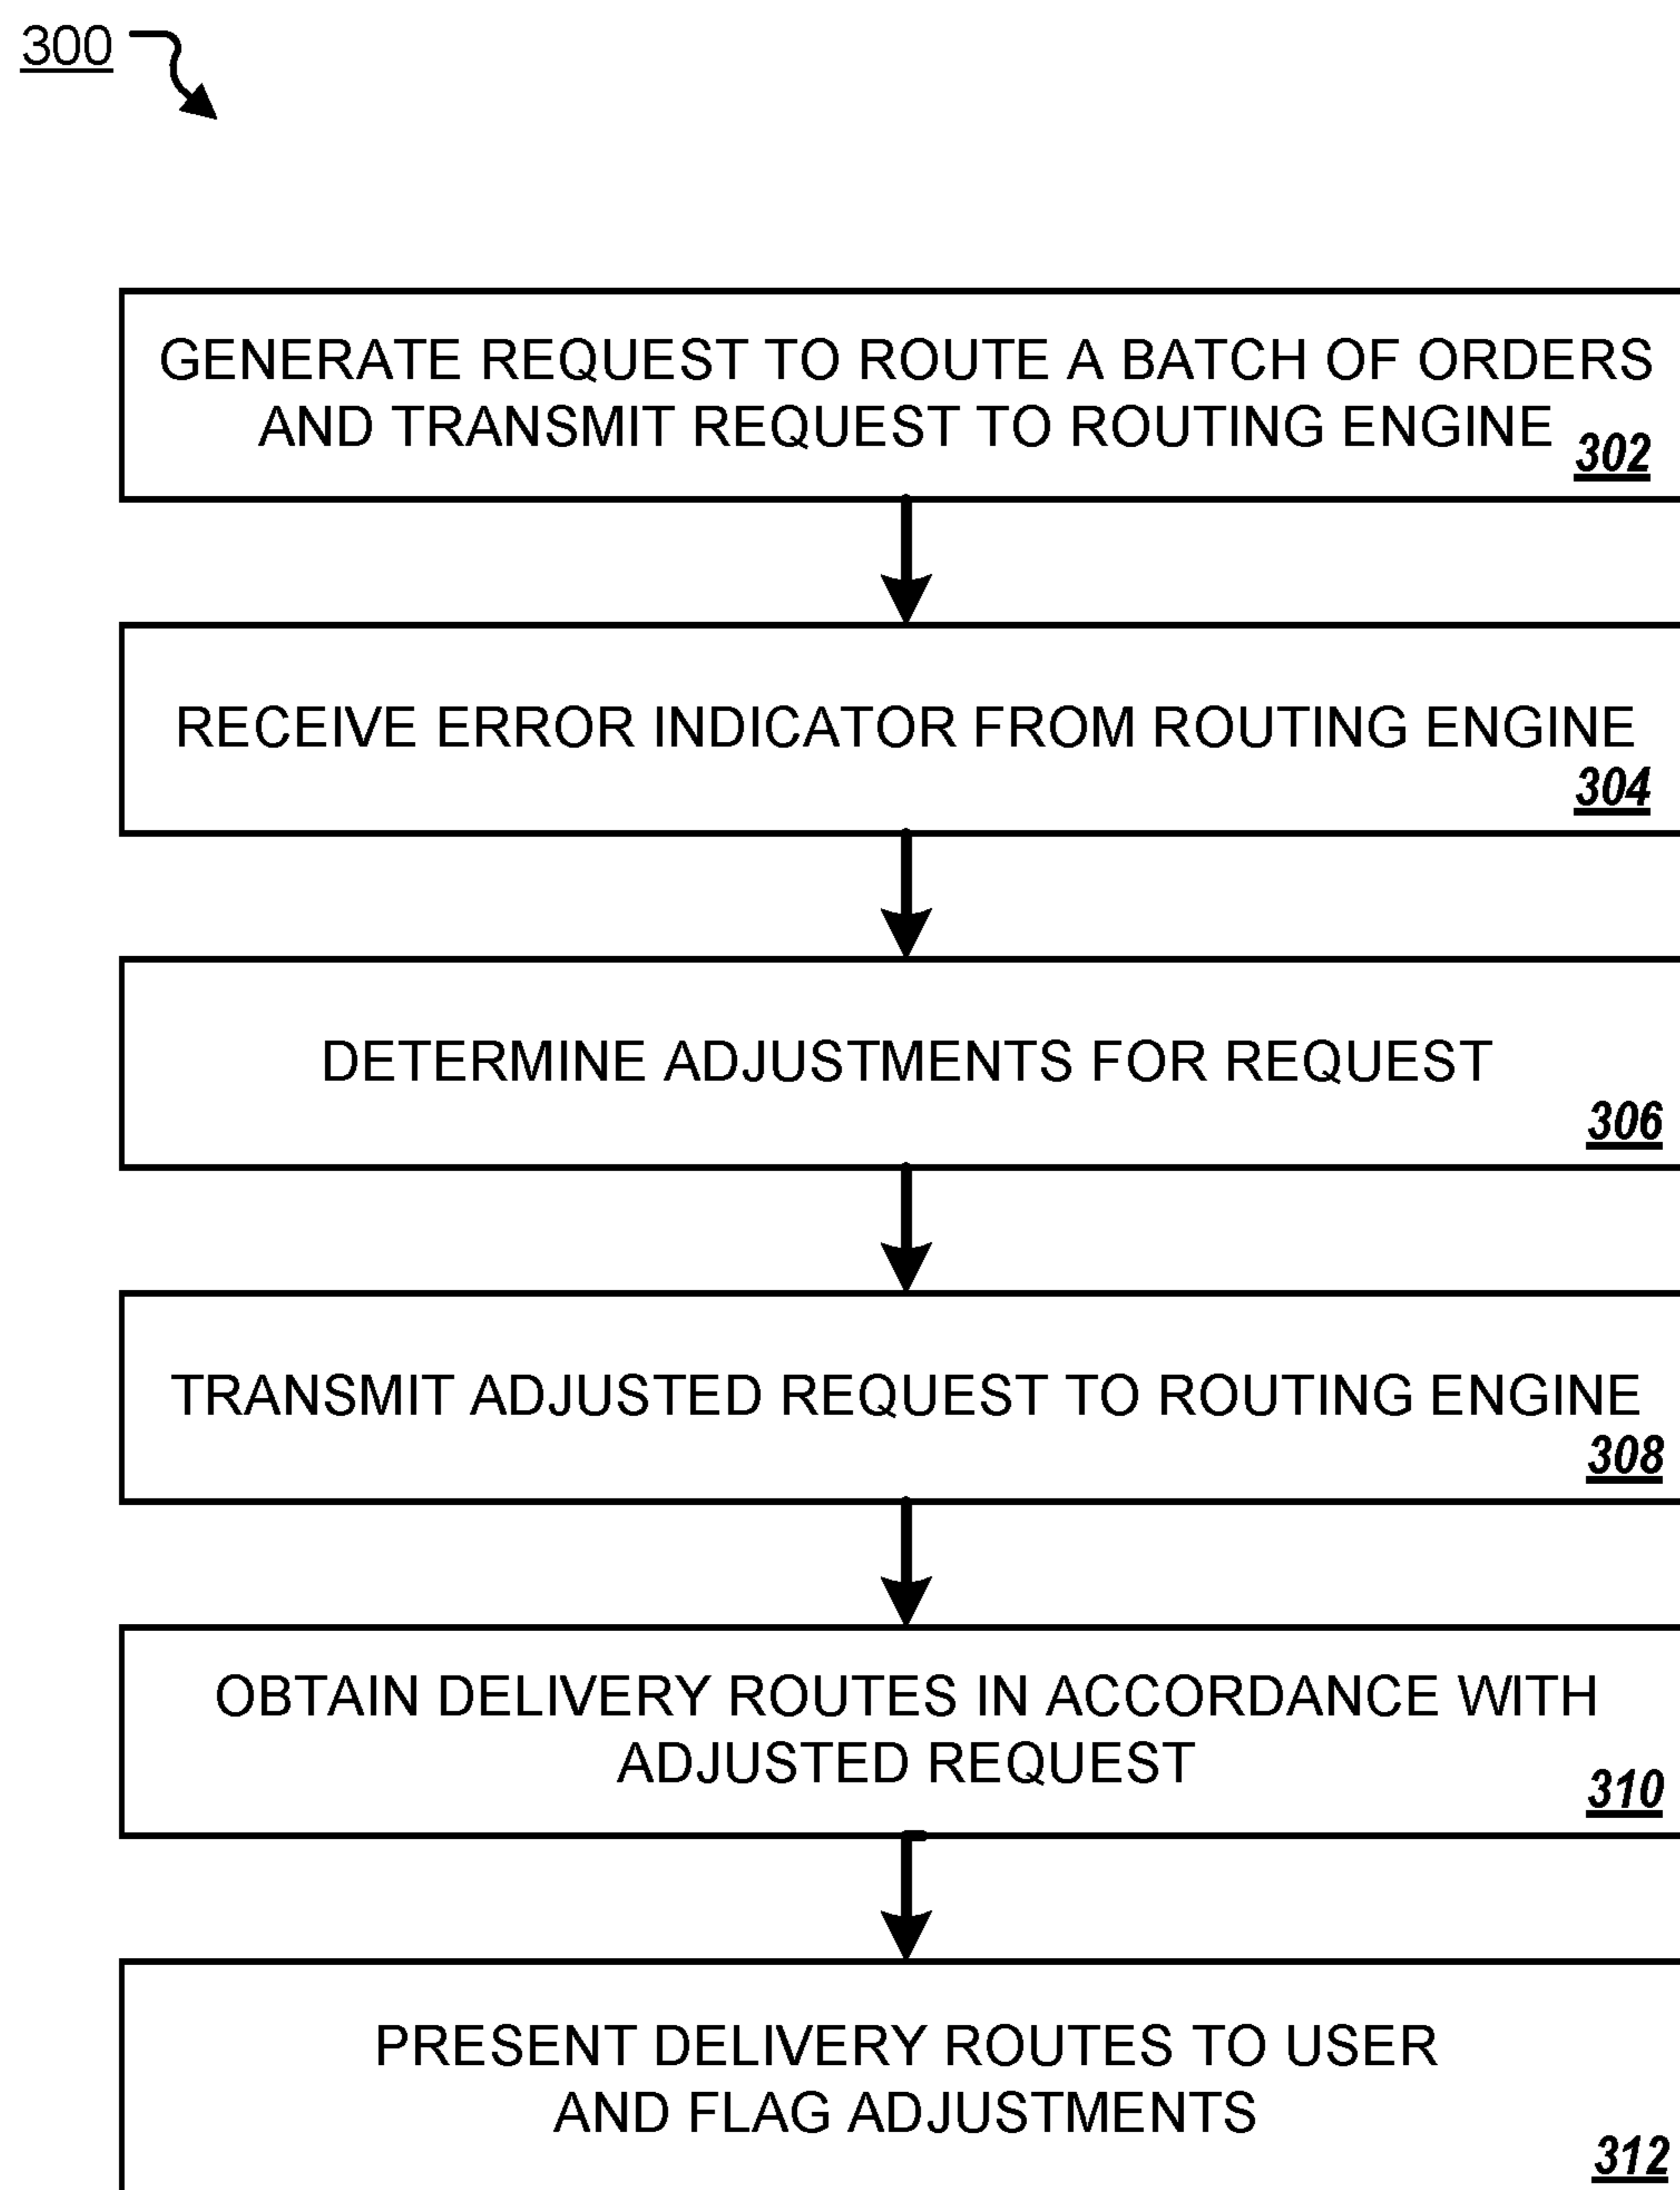 300
GENERATE REQUEST TO ROUTE A BATCH OF ORDERS
AND TRANSMIT REQUEST TO ROUTING ENGINE
302
RECEIVE ERROR INDICATOR FROM ROUTING ENGINE
304
DETERMINE ADJUSTMENTS FOR REQUEST
306
TRANSMIT ADJUSTED REQUEST TO ROUTING ENGINE
308
OBTAIN DELIVERY ROUTES IN ACCORDANCE WITH
ADJUSTED REQUEST
310
PRESENT DELIVERY ROUTES TO USER
AND FLAG ADJUSTMENTS
312